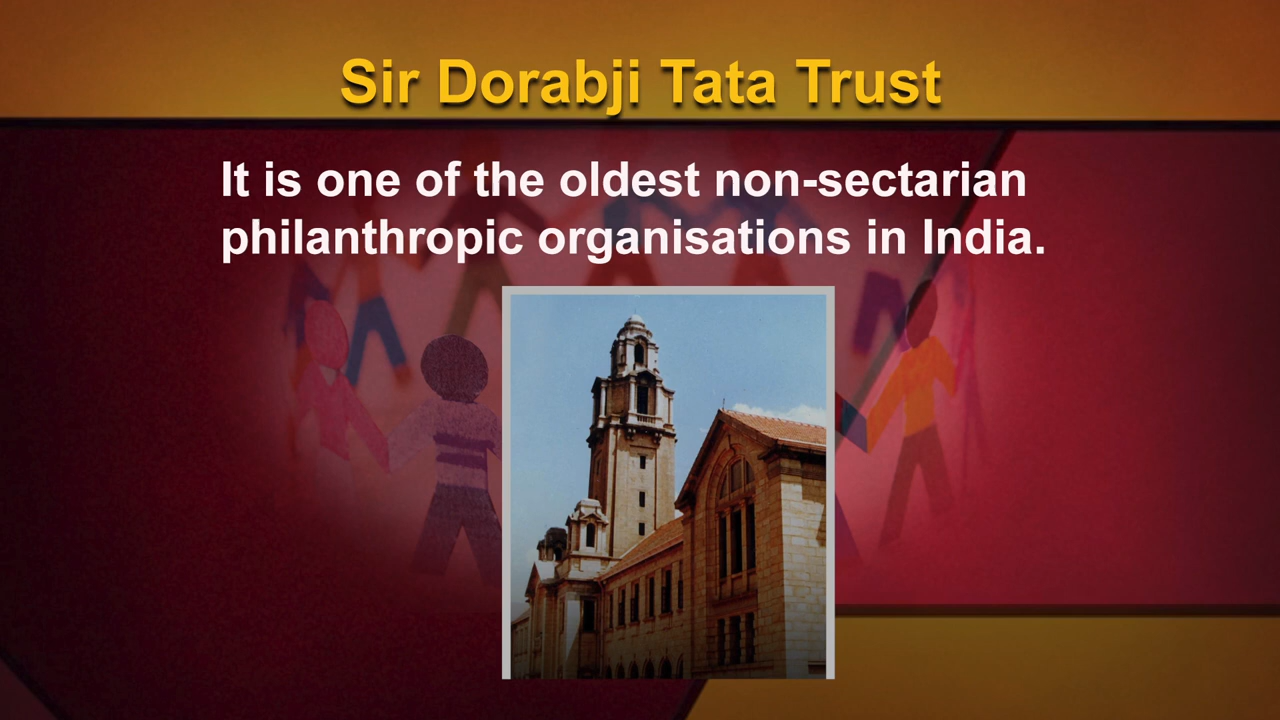 Sir Dorabji Tata Trust
It is one of the oldest non-sectarian
philanthropic organisations in India.